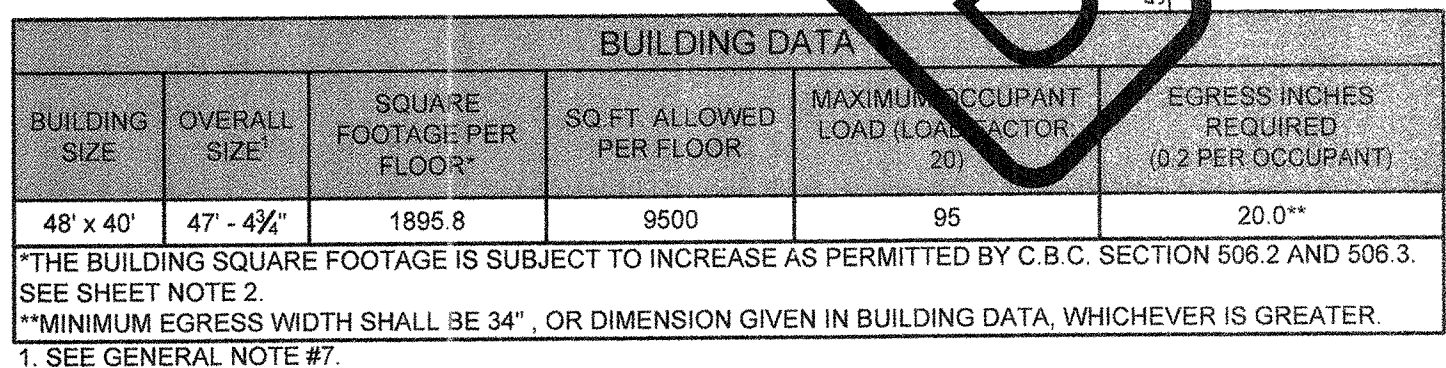 BUILDING DATA
BUILDING SIZE
OVERALL SIZE¹
SQUARE FOOTAGE PER FLOOR*
SQ.FT. ALLOWED PER FLOOR
MAXIMUM OCCUPANT LOAD (LOAD FACTOR 20)
EGRESS INCHES REQUIRED (0.2 PER OCCUPANT)
48' x 40'
47' - 4¾"
1895.8
9500
95
20.0**
*THE BUILDING SQUARE FOOTAGE IS SUBJECT TO INCREASE AS PERMITTED BY C.B.C. SECTION 506.2 AND 506.3.
SEE SHEET NOTE 2.
**MINIMUM EGRESS WIDTH SHALL BE 34" , OR DIMENSION GIVEN IN BUILDING DATA, WHICHEVER IS GREATER.
1. SEE GENERAL NOTE #7.